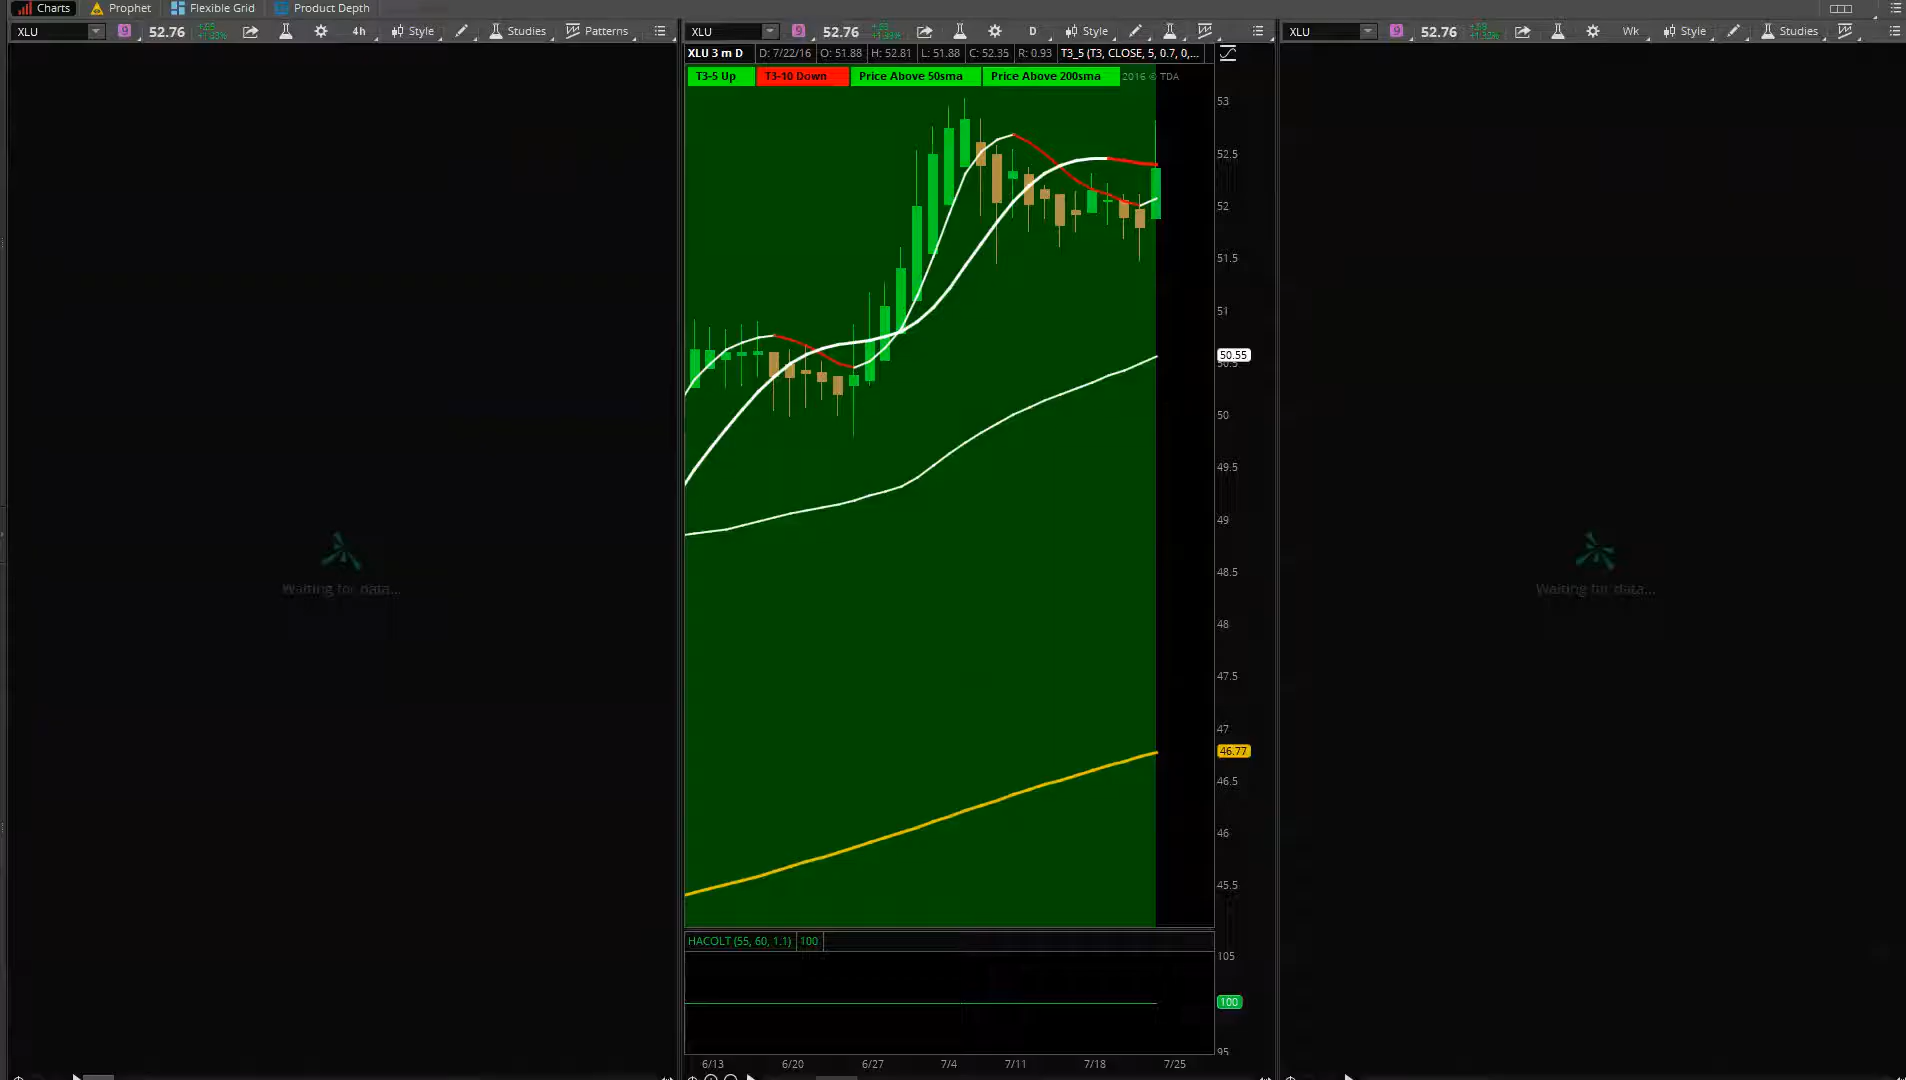 Charts Prophet Flexible Grid Product Depth
XLU 9 52.76 4h Style Studies Patterns
XLU 9 52.76 D Style
XLU 9 52.76 Wk Style Studies
XLU 3 m D D: 7/22/16 O: 51.88 H: 52.81 L: 51.88 C: 52.35 R: 0.93 T3_5 (T3, CLOSE, 5, 0.7, 0,...
T3-5 Up T3-10 Down Price Above 50sma Price Above 200sma 2016 © TDA
53
52.5
52
51.5
51
50.55
50
49.5
49
48.5
48
47.5
47
46.77
46.5
46
45.5
Waiting for data...
Waiting for data...
HACOLT (55, 60, 1.1) 100
105
100
95
6/13 6/20 6/27 7/4 7/11 7/18 7/25